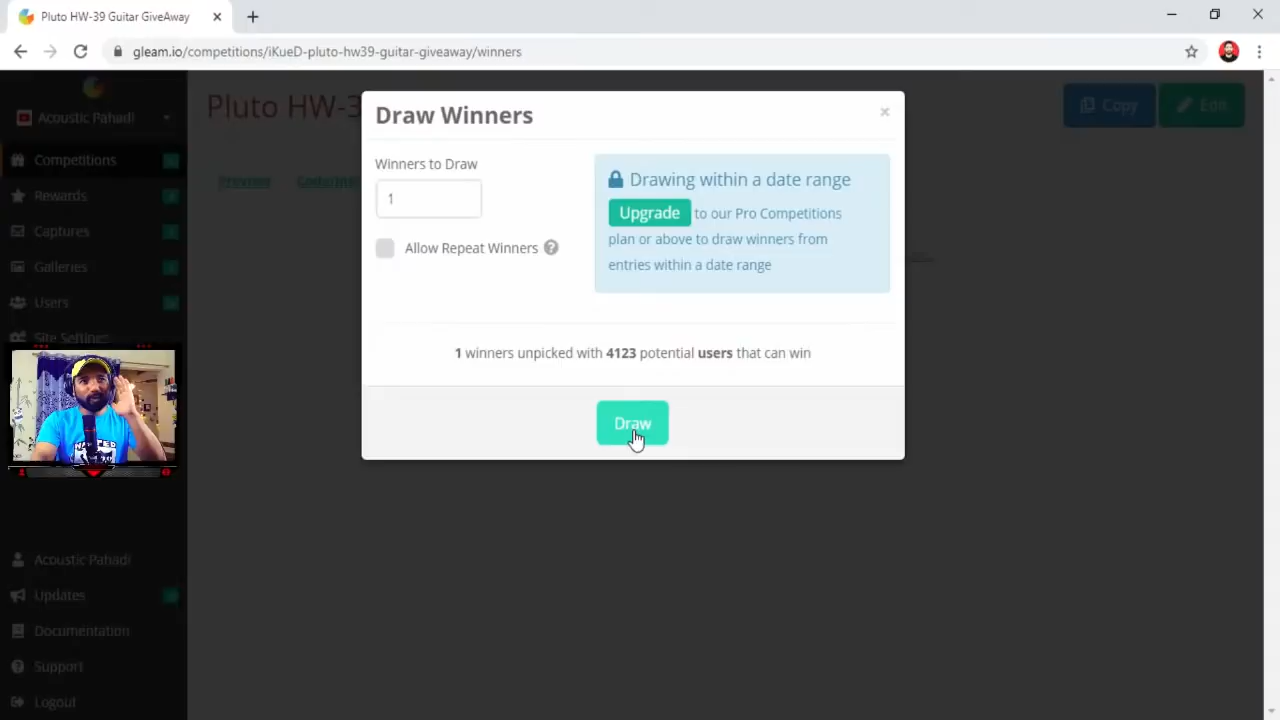 Pluto HW-39 Guitar GiveAway
gleam.io/competitions/iKueD-pluto-hw39-guitar-giveaway/winners
Acoustic Pahadi
Pluto HW-3
Copy
Edit
Competitions
Rewards
Captures
Galleries
Users
Site Settings
Preview
Draw Winners
×
Winners to Draw
1
Allow Repeat Winners ?
Drawing within a date range
Upgrade to our Pro Competitions
plan or above to draw winners from
entries within a date range
1 winners unpicked with 4123 potential users that can win
Draw
Acoustic Pahadi
Updates
Documentation
Support
Logout